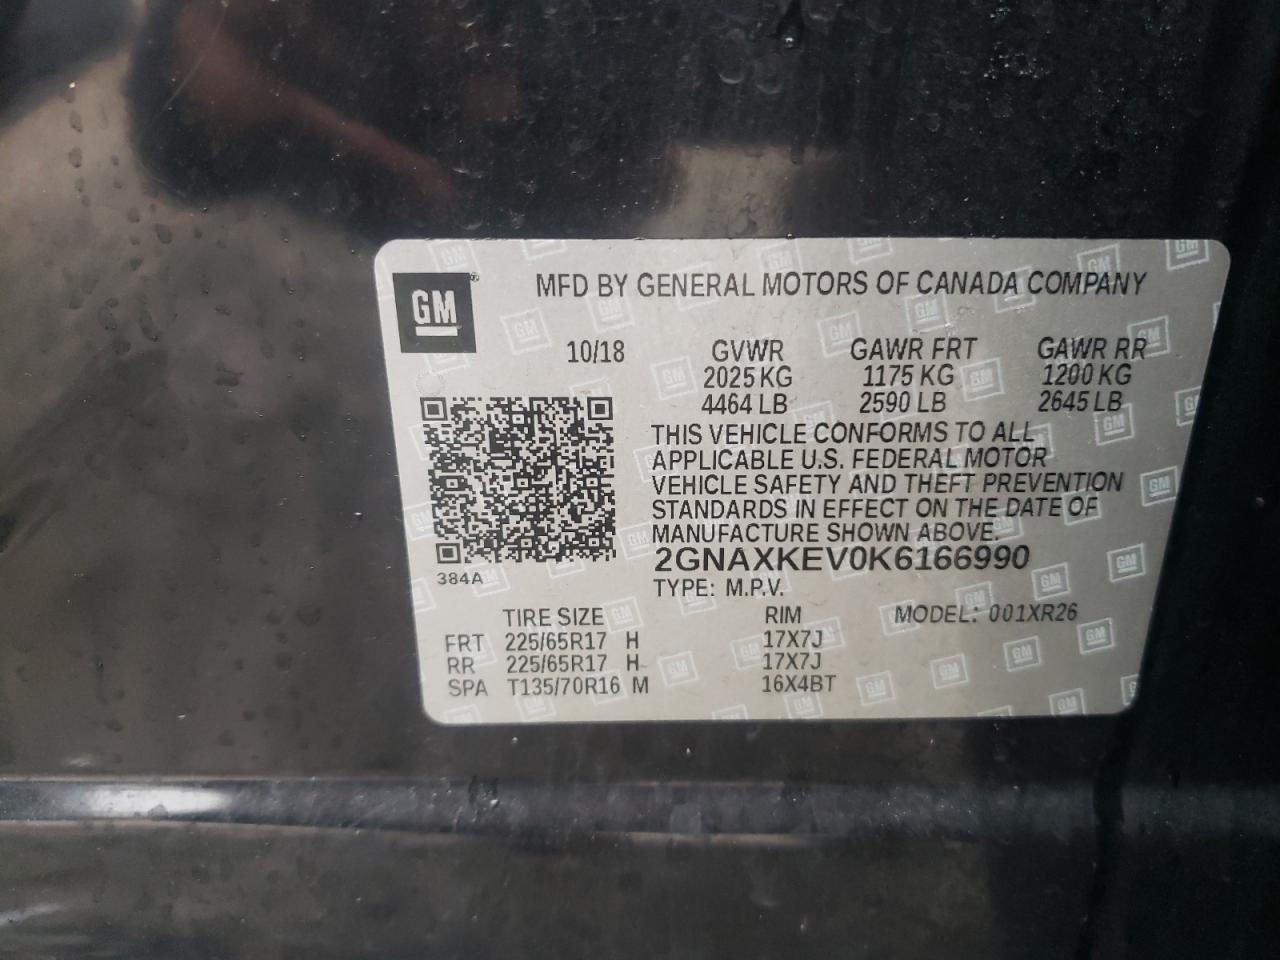 GM®
MFD BY GENERAL MOTORS OF CANADA COMPANY
10/18 GVWR GAWR FRT GAWR RR
2025 KG 1175 KG 1200 KG
4464 LB 2590 LB 2645 LB
THIS VEHICLE CONFORMS TO ALL
APPLICABLE U.S. FEDERAL MOTOR
VEHICLE SAFETY AND THEFT PREVENTION
STANDARDS IN EFFECT ON THE DATE OF
MANUFACTURE SHOWN ABOVE.
2GNAXKEV0K6166990
384A
TYPE: M.P.V.
TIRE SIZE RIM MODEL: 001XR26
FRT 225/65R17 H 17X7J
RR 225/65R17 H 17X7J
SPA T135/70R16 M 16X4BT